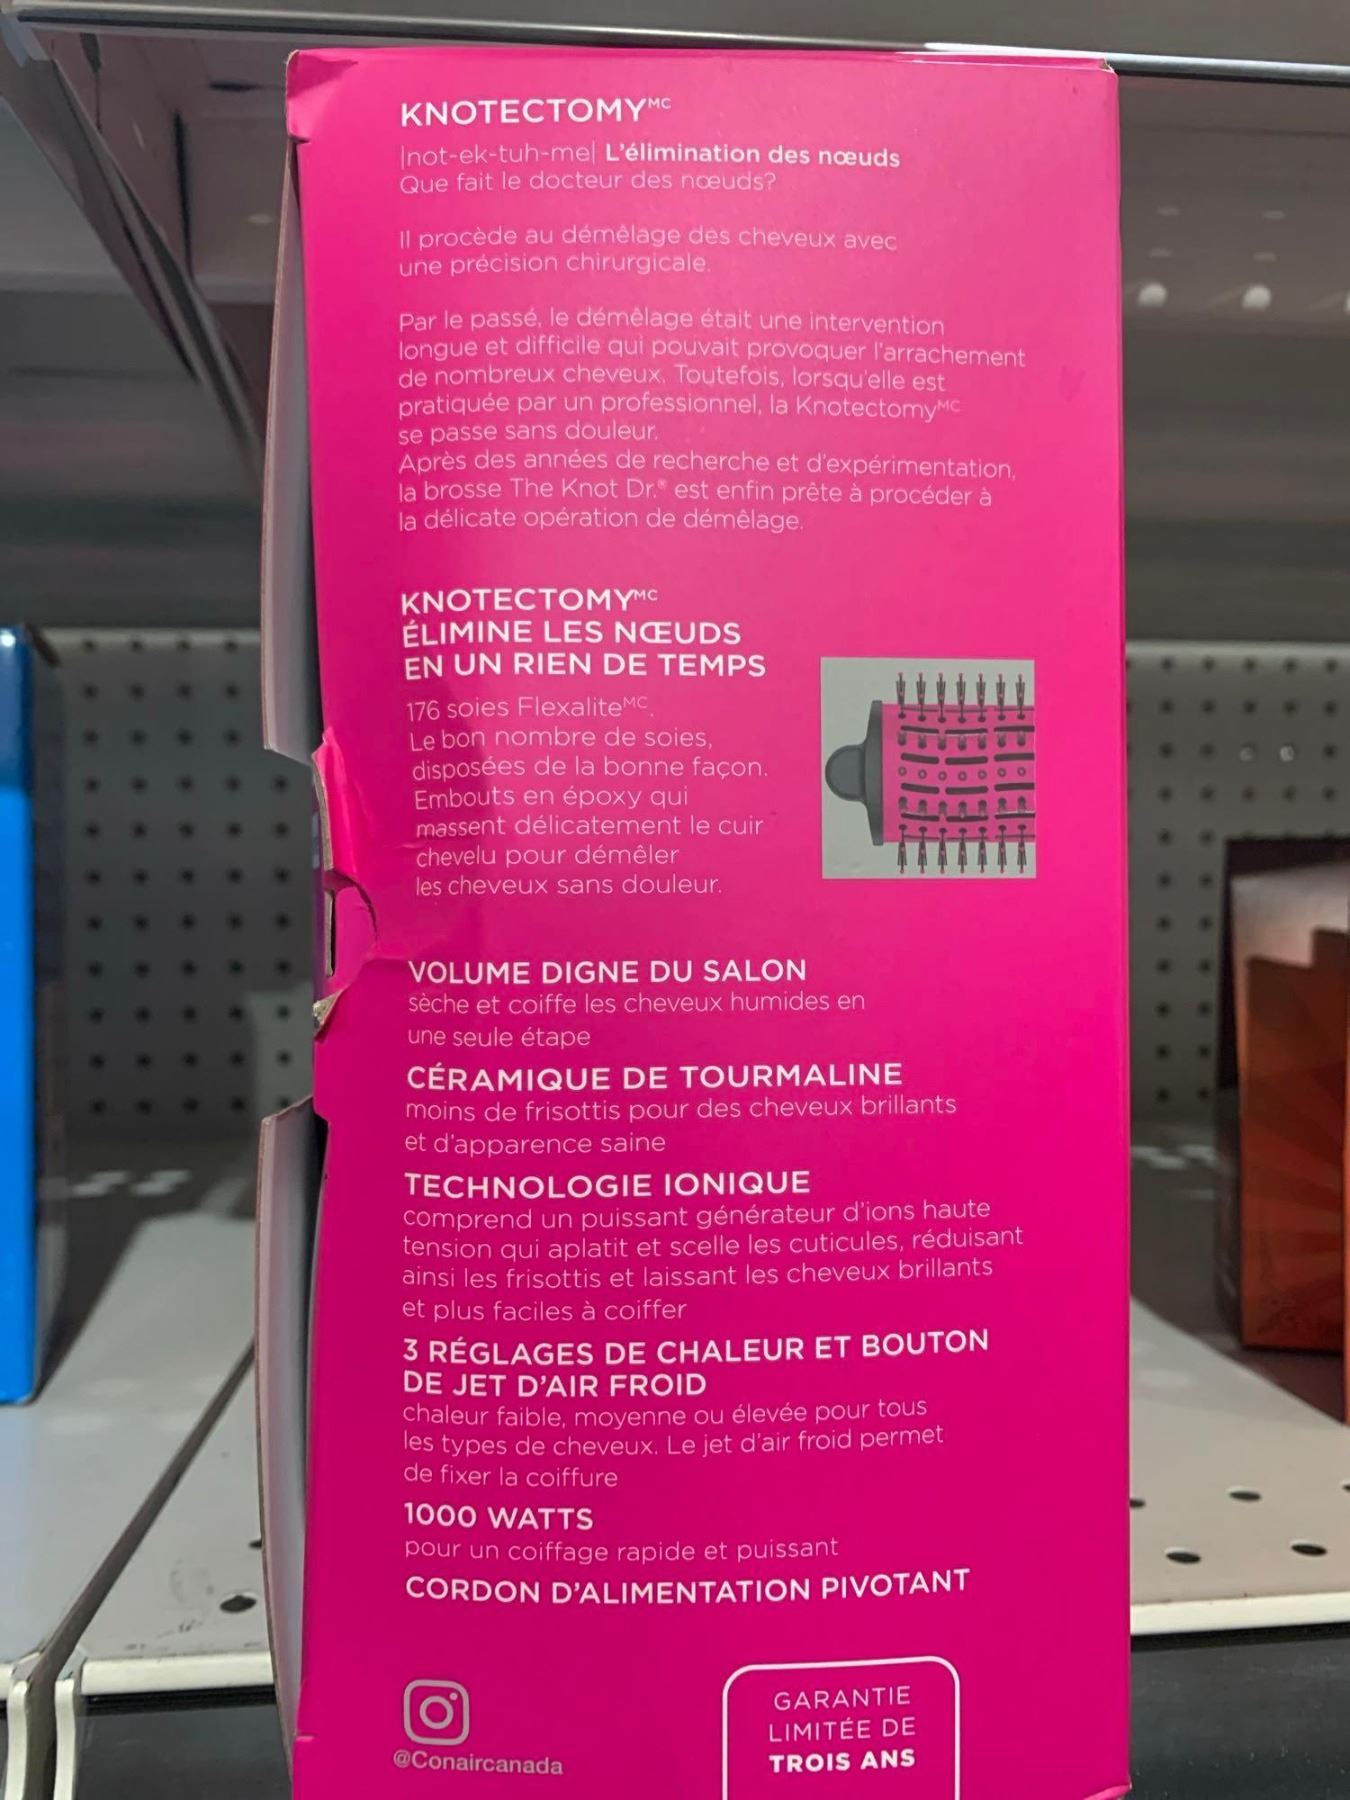 KNOTECTOMYMC
|not-ek-tuh-me| L'élimination des nœuds
Que fait le docteur des nœuds?
Il procède au démêlage des cheveux avec
une précision chirurgicale.
Par le passé, le démêlage était une intervention
longue et difficile qui pouvait provoquer l'arrachement
de nombreux cheveux. Toutefois, lorsqu'elle est
pratiquée par un professionnel, la KnotectomyMC
se passe sans douleur.
Après des années de recherche et d'expérimentation,
la brosse The Knot Dr.® est enfin prête à procéder à
la délicate opération de démêlage.
KNOTECTOMYMC
ÉLIMINE LES NŒUDS
EN UN RIEN DE TEMPS
176 soies FlexaliteMC.
Le bon nombre de soies,
disposées de la bonne façon.
Embouts en époxy qui
massent délicatement le cuir
chevelu pour démêler
les cheveux sans douleur.
VOLUME DIGNE DU SALON
sèche et coiffe les cheveux humides en
une seule étape
CÉRAMIQUE DE TOURMALINE
moins de frisottis pour des cheveux brillants
et d'apparence saine
TECHNOLOGIE IONIQUE
comprend un puissant générateur d'ions haute
tension qui aplatit et scelle les cuticules, réduisant
ainsi les frisottis et laissant les cheveux brillants
et plus faciles à coiffer
3 RÉGLAGES DE CHALEUR ET BOUTON
DE JET D'AIR FROID
chaleur faible, moyenne ou élevée pour tous
les types de cheveux. Le jet d'air froid permet
de fixer la coiffure
1000 WATTS
pour un coiffage rapide et puissant
CORDON D'ALIMENTATION PIVOTANT
@Conaircanada
GARANTIE
LIMITÉE DE
TROIS ANS